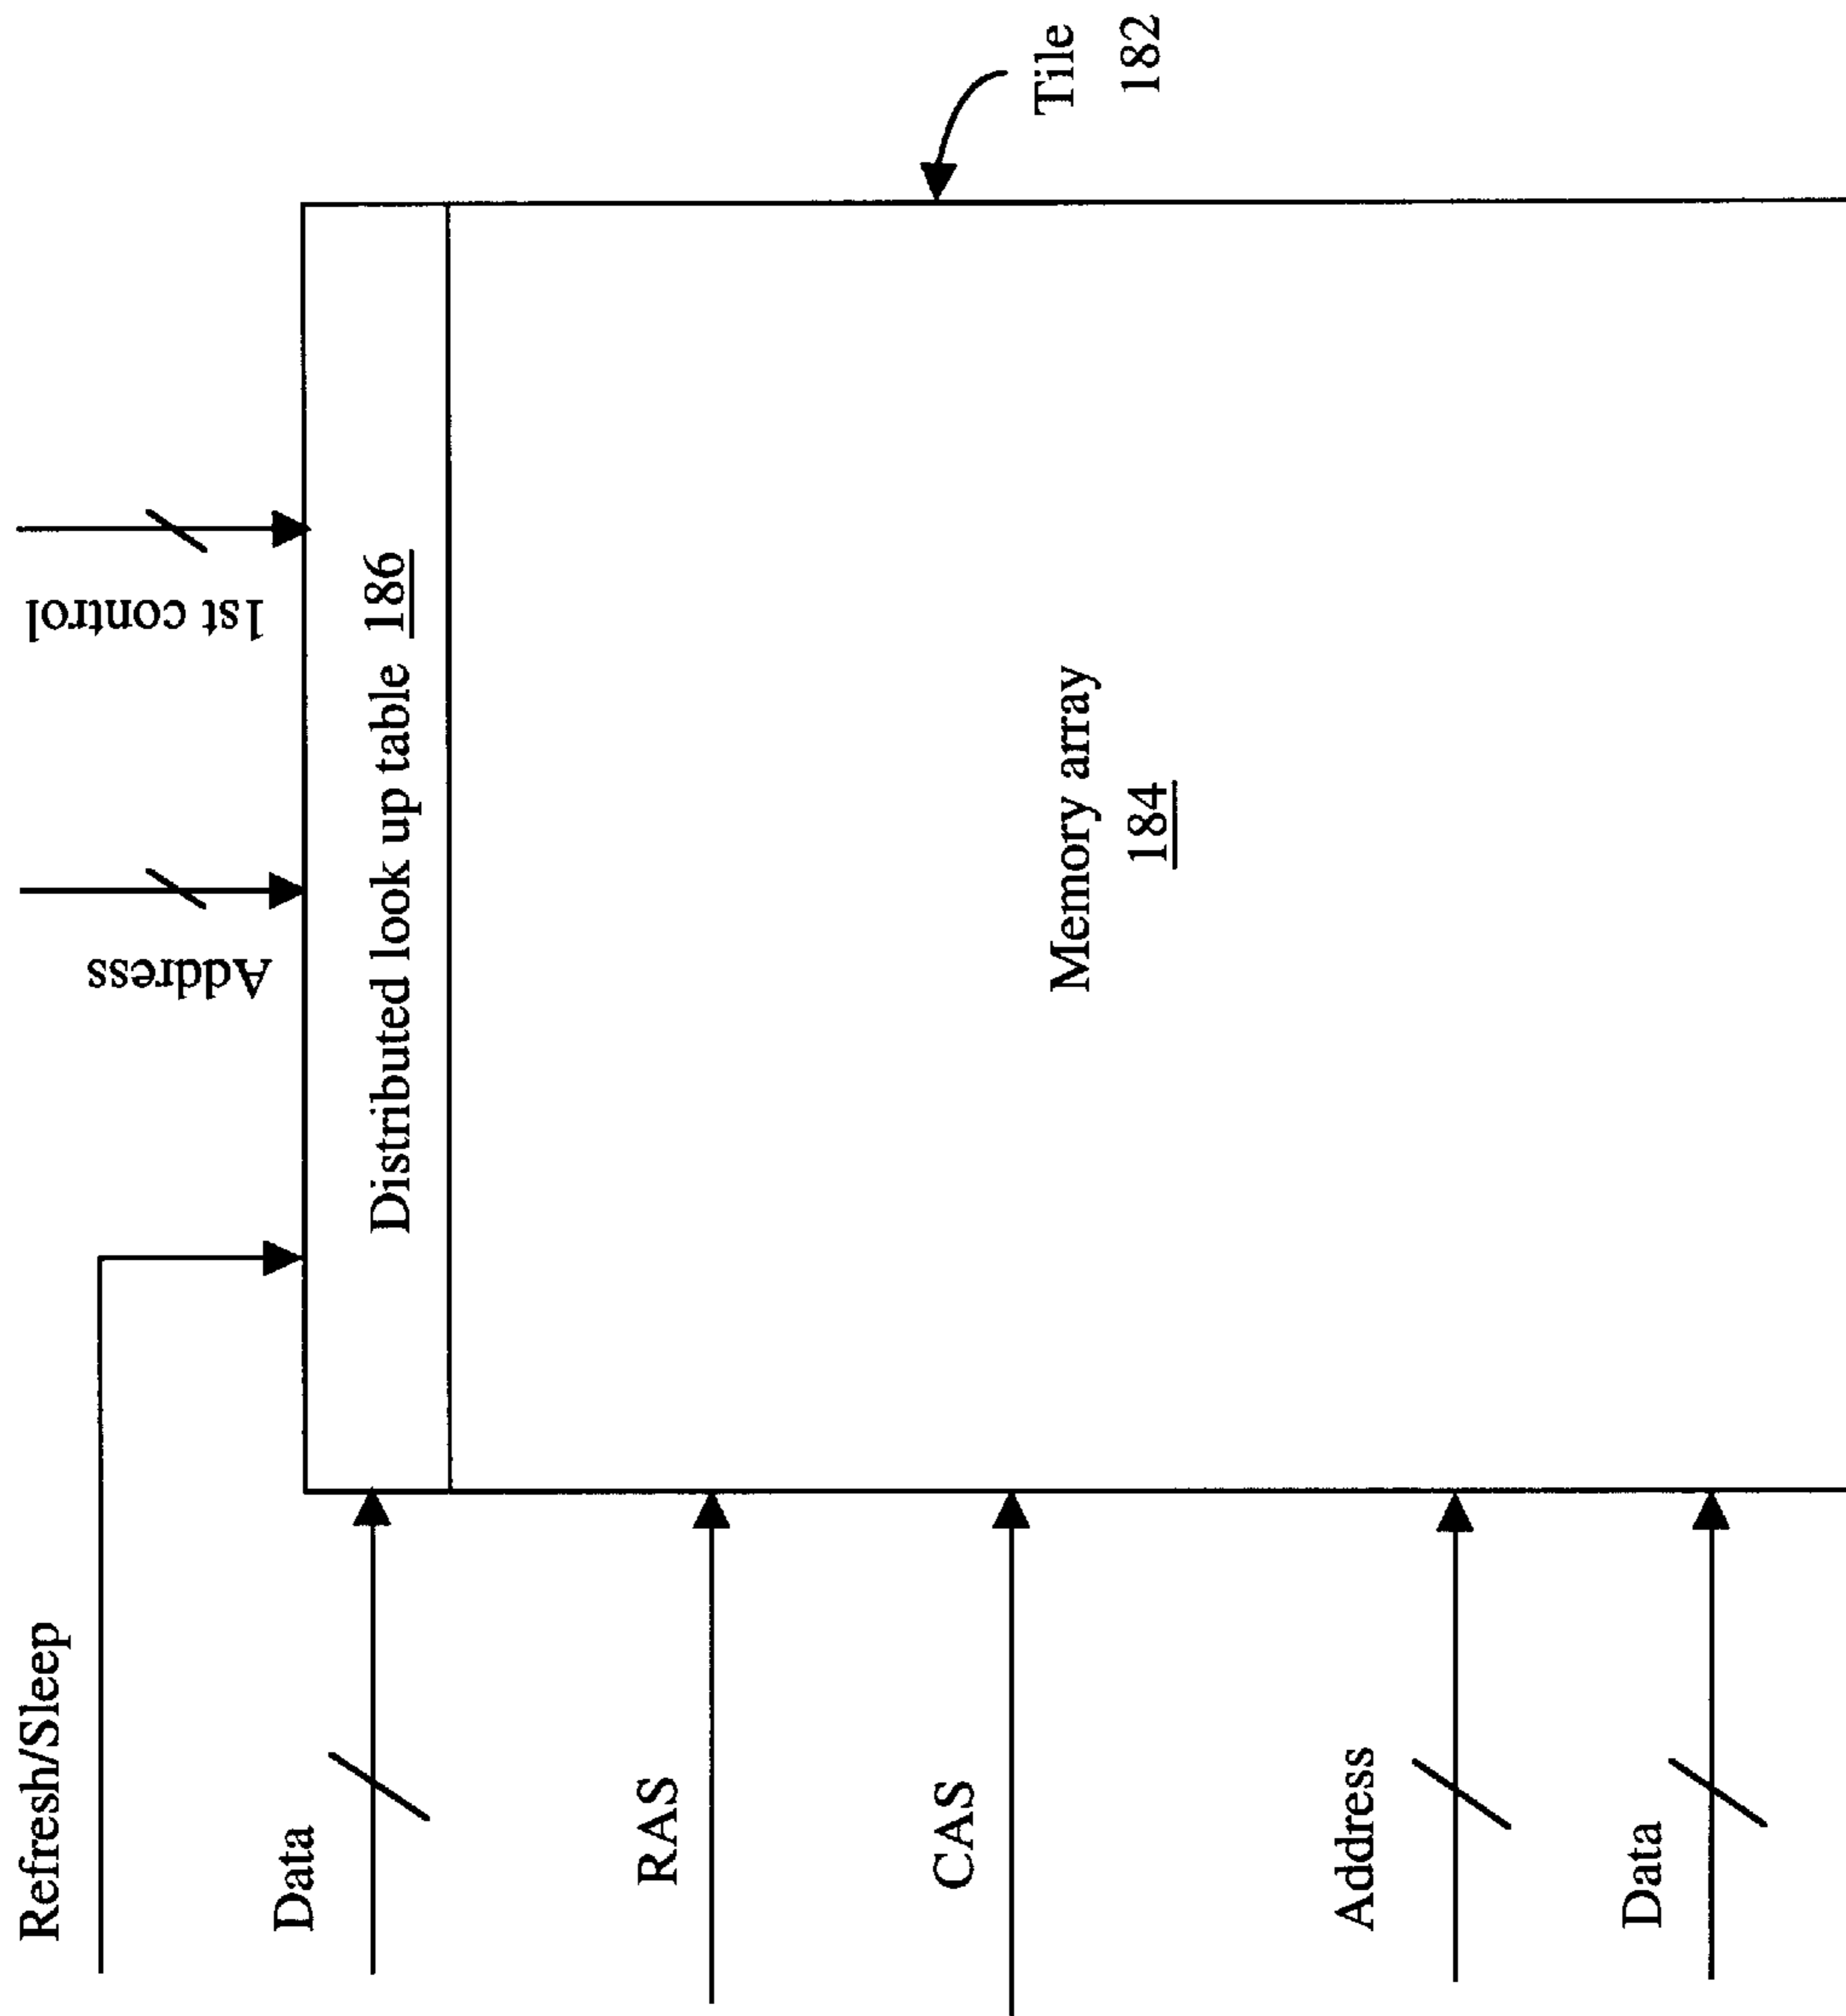 Refresh/Sleep
Data
RAS
CAS
Address
Data
Address
1st control
Distributed look up table 186
Memory array
184
Tile
182